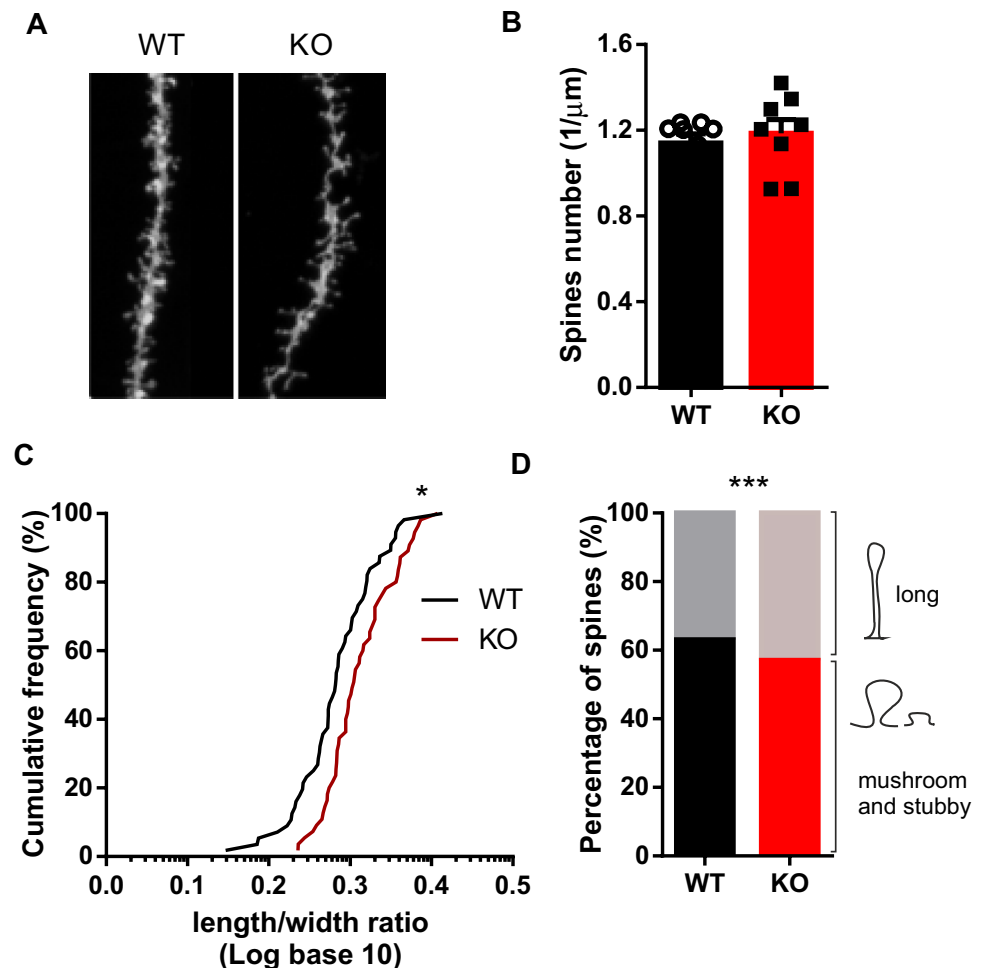 A
WT KO
B
Spines number (1/μm)
1.6
1.2
0.8
0.4
0.0
WT KO
C
Cumulative frequency (%)
100
80
60
40
20
0
0.0 0.1 0.2 0.3 0.4 0.5
length/width ratio
(Log base 10)
*
WT
KO
D
***
Percentage of spines (%)
100
80
60
40
20
0
WT KO
long
mushroom
and stubby